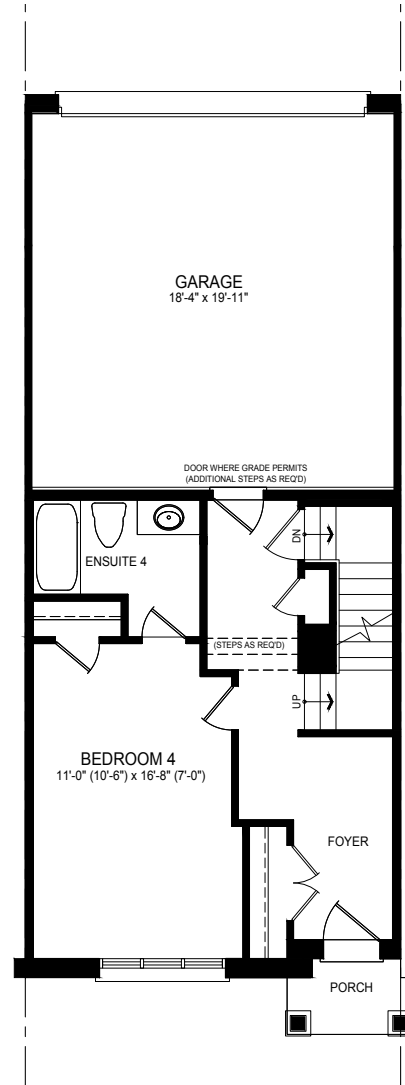 GARAGE
18'-4" x 19'-11"
DOOR WHERE GRADE PERMITS
(ADDITIONAL STEPS AS REQ'D)
DN
ENSUITE 4
(STEPS AS REQ'D)
UP
BEDROOM 4
11'-0" (10'-6") x 16'-8" (7'-0")
FOYER
PORCH